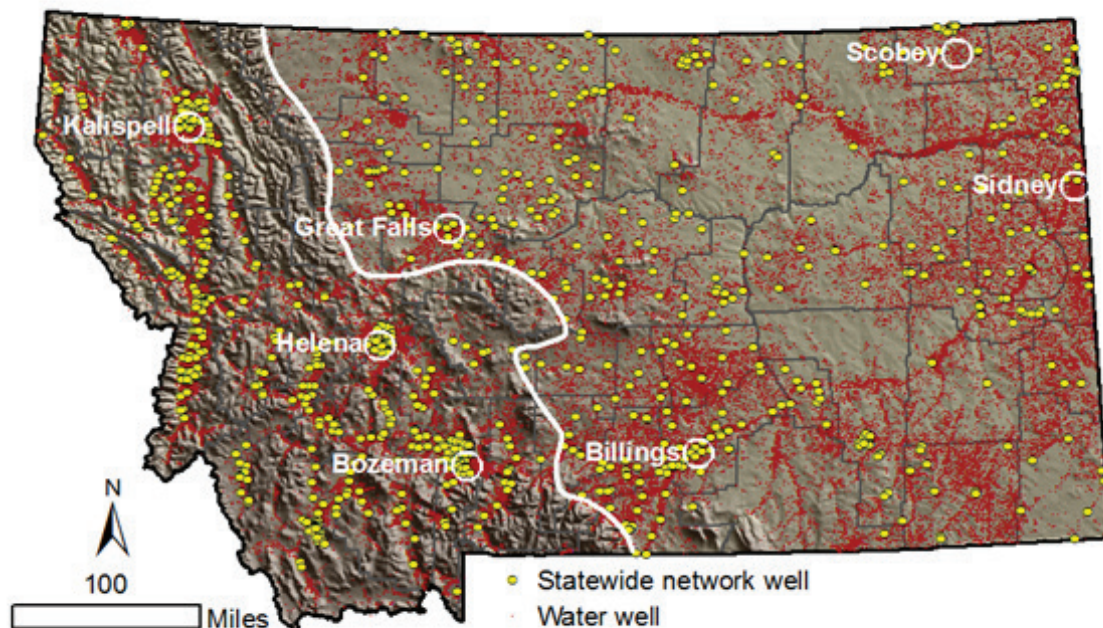 Scobey
Kalispell
Sidney
Great Falls
Helena
Bozeman
Billings
N
100
Miles
Statewide network well
Water well